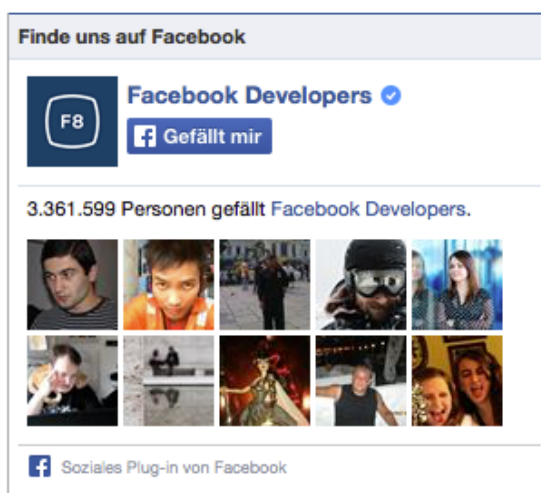 Finde uns auf Facebook
F8
Facebook Developers
Gefällt mir
3.361.599 Personen gefällt Facebook Developers.
Soziales Plug-in von Facebook